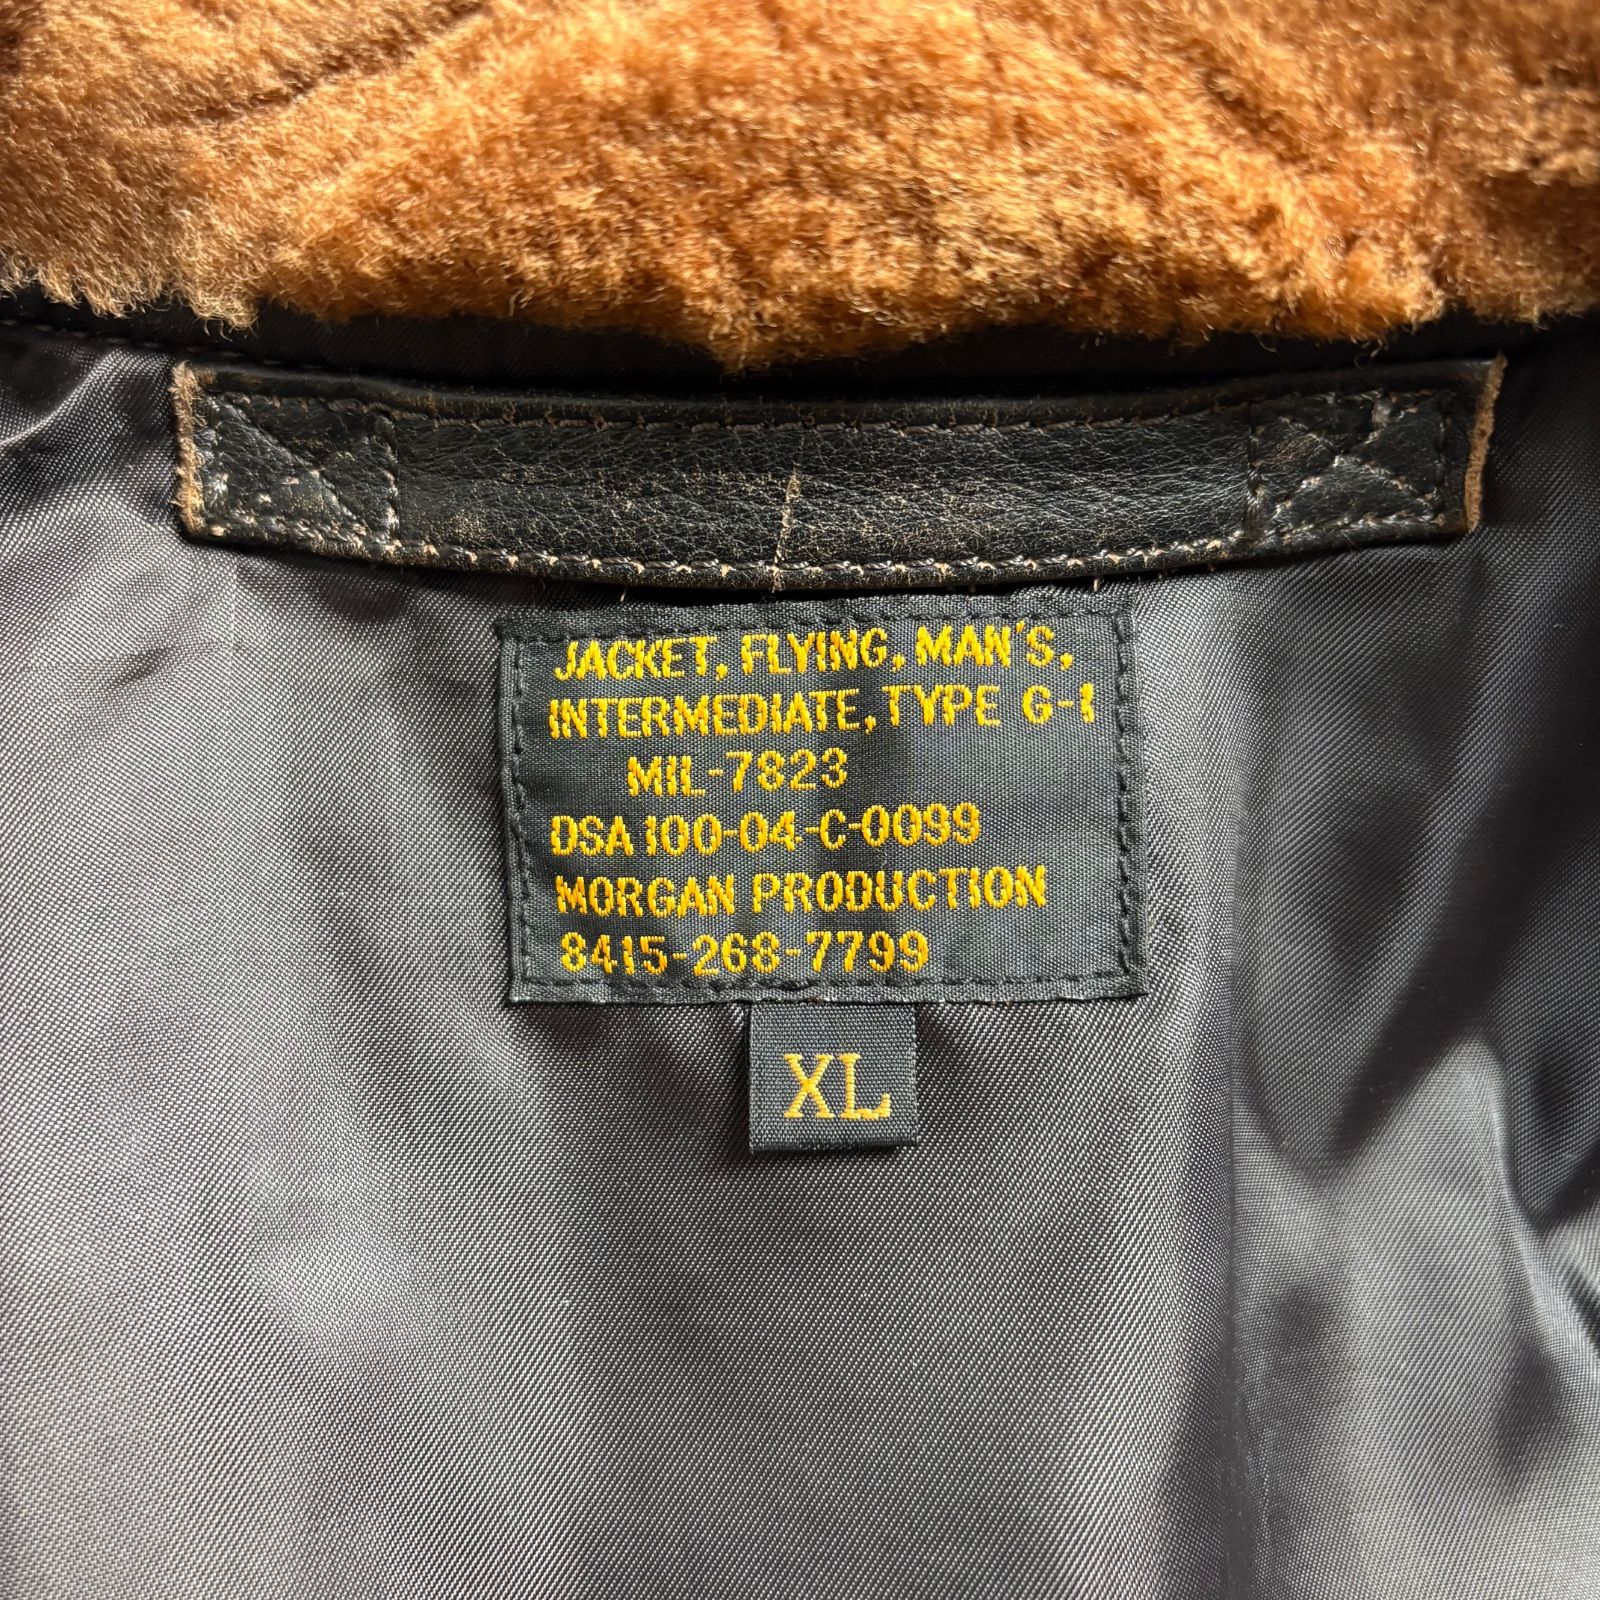 JACKET, FLYING, MAN'S,
INTERMEDIATE, TYPE G-1
MIL-7823
DSA 100-04-C-0099
MORGAN PRODUCTION
8415-268-7799
XL